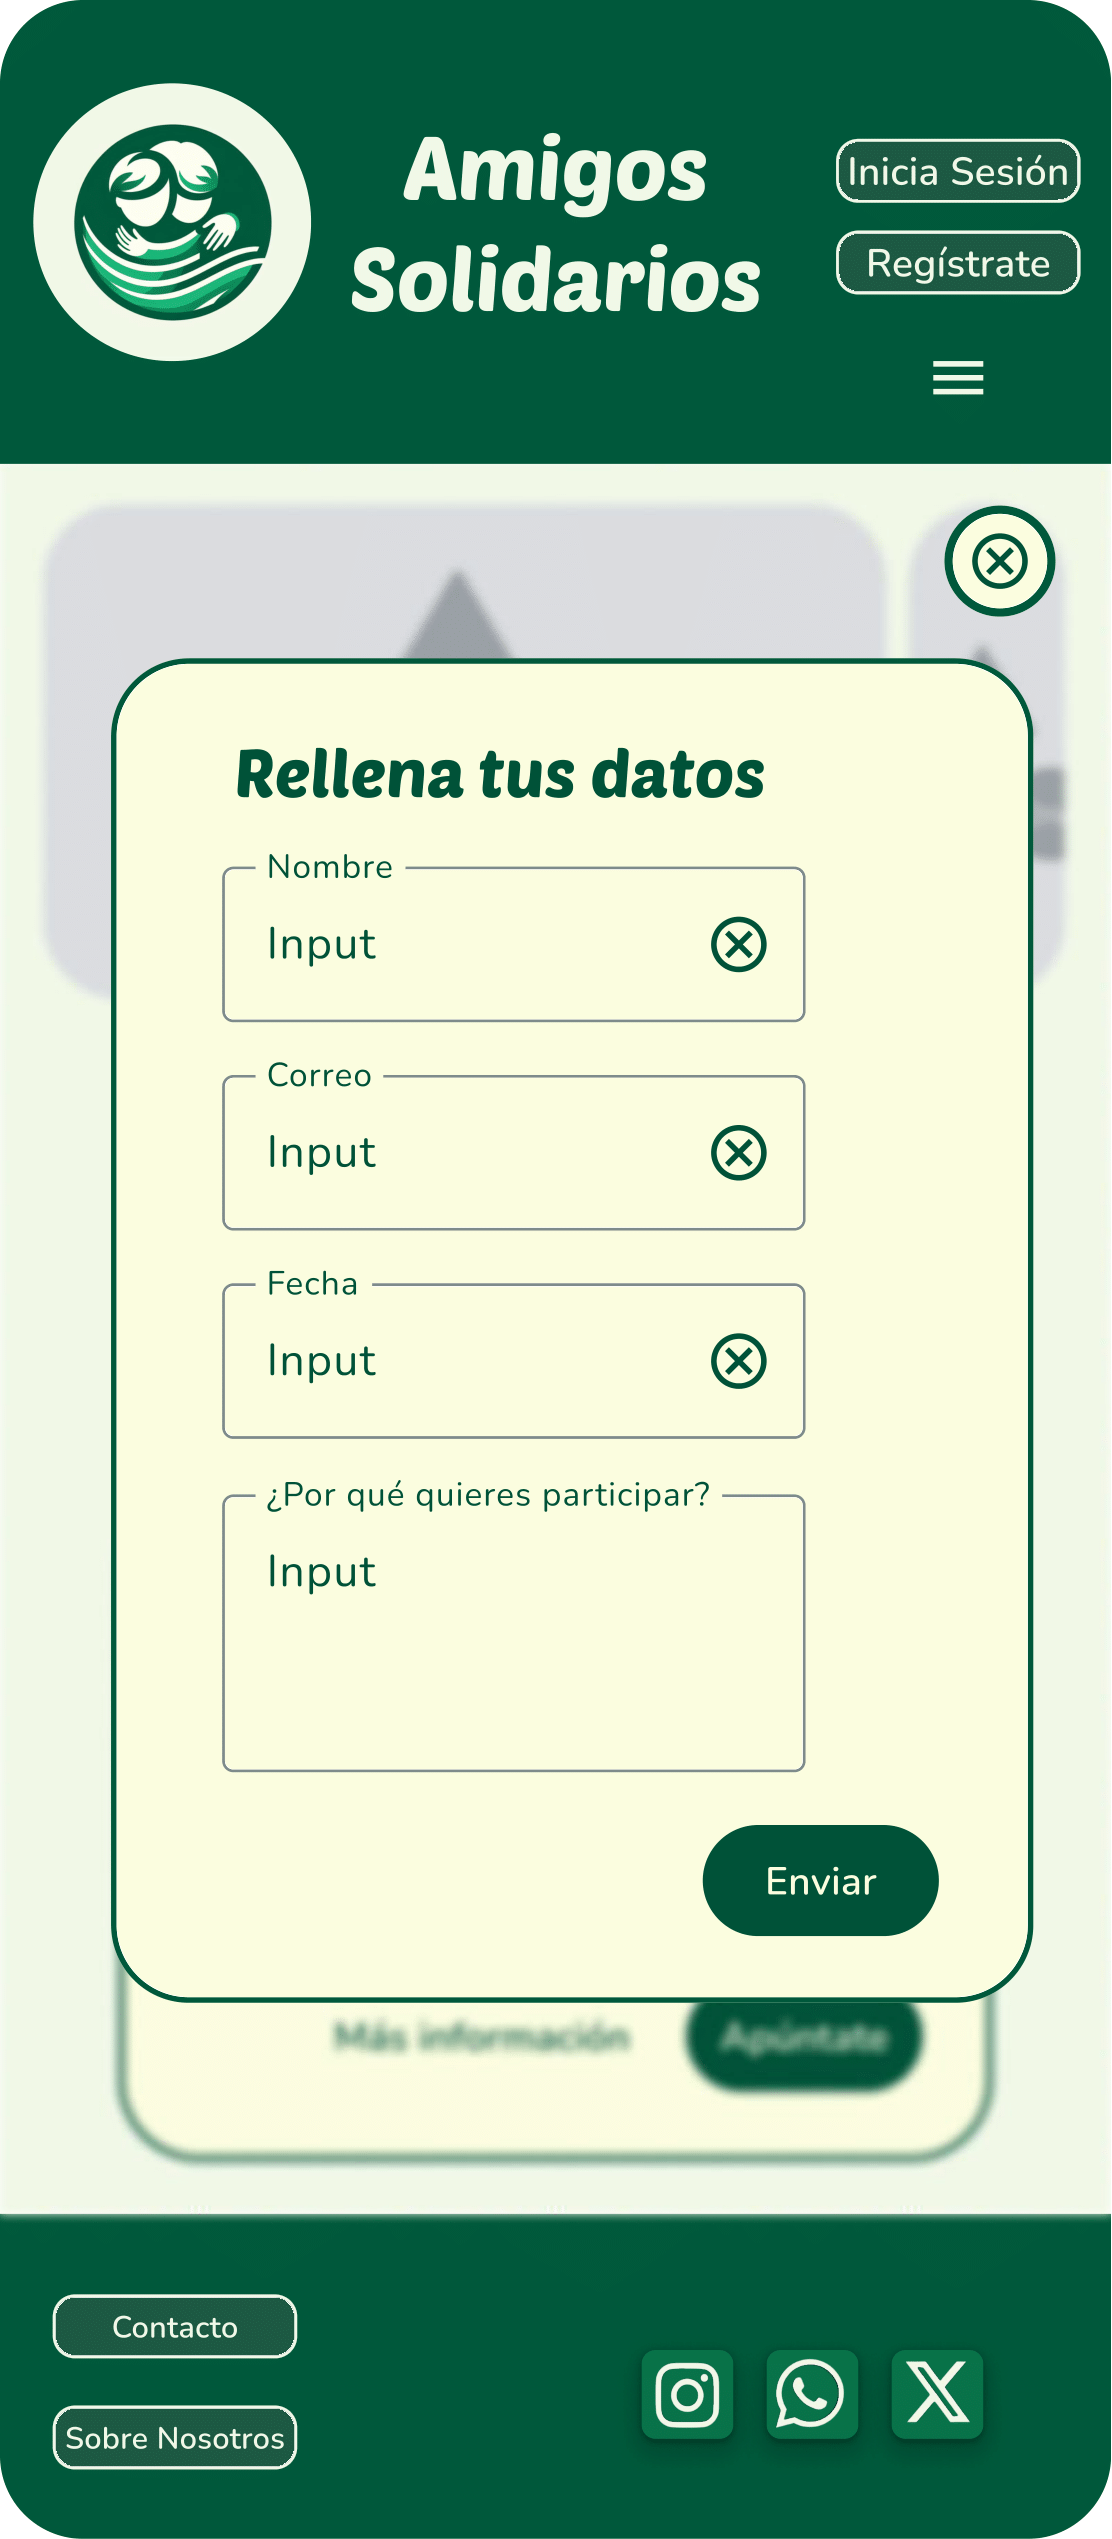 Amigos
Solidarios
Inicia Sesión
Regístrate
Rellena tus datos
Nombre
Input
Correo
Input
Fecha
Input
¿Por qué quieres participar?
Input
Enviar
Más información
Apúntate
Contacto
Sobre Nosotros